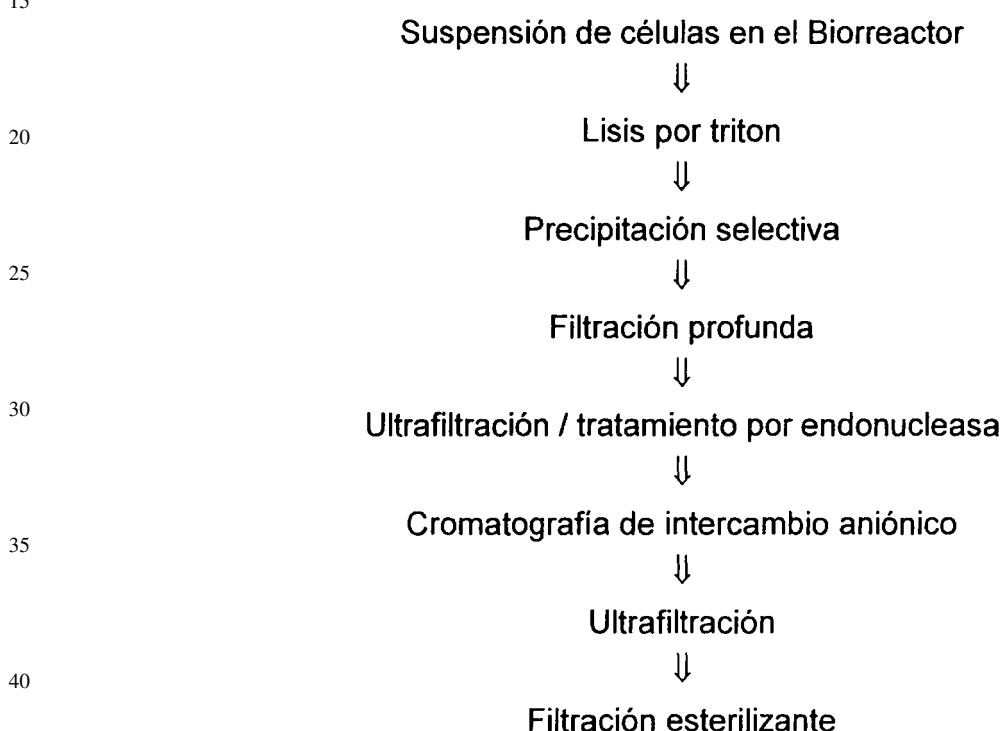 15
Suspensión de células en el Biorreactor
⇓
20 Lisis por triton
⇓
Precipitación selectiva
25 ⇓
Filtración profunda
⇓
30 Ultrafiltración / tratamiento por endonucleasa
⇓
Cromatografía de intercambio aniónico
35 ⇓
Ultrafiltración
40 ⇓
Filtración esterilizante